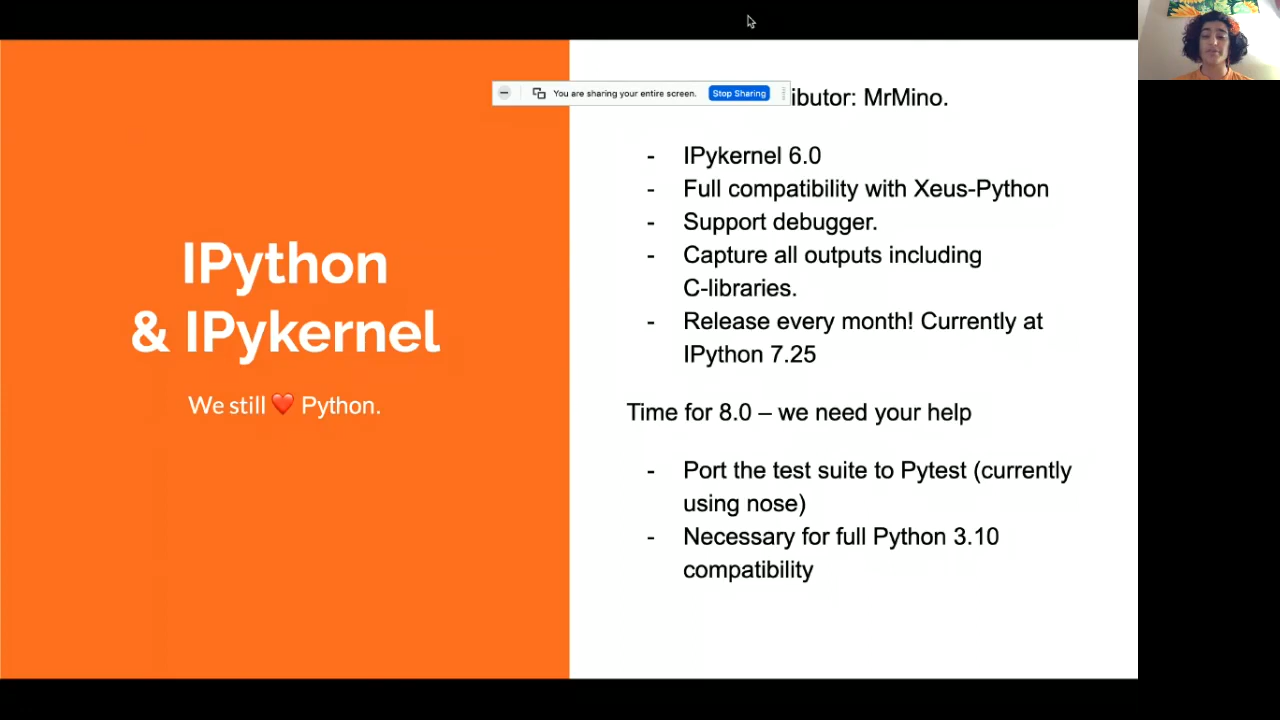 You are sharing your entire screen. Stop Sharing
ibutor: MrMino.
- IPykernel 6.0
- Full compatibility with Xeus-Python
- Support debugger.
- Capture all outputs including
C-libraries.
- Release every month! Currently at
IPython 7.25
Time for 8.0 – we need your help
- Port the test suite to Pytest (currently
using nose)
- Necessary for full Python 3.10
compatibility
IPython
& IPykernel
We still ❤️ Python.